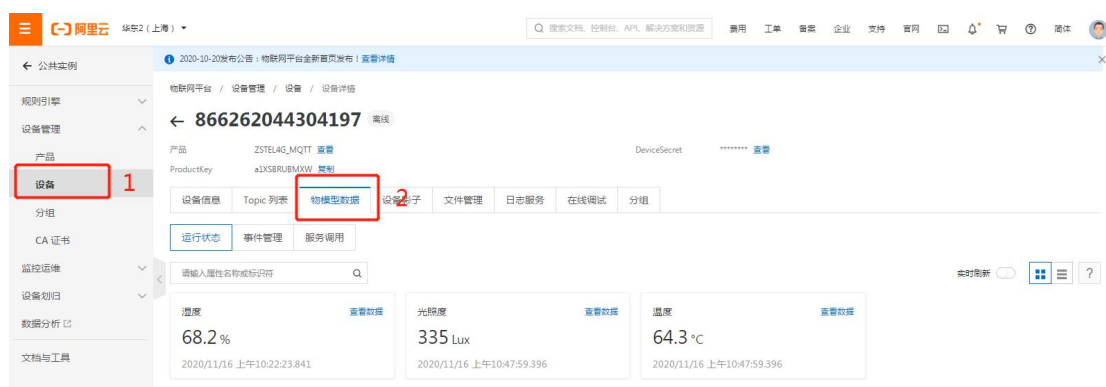 阿里云 华东2（上海） 搜索文档、控制台、API、解决方案和资源 费用 工单 备案 企业 支持 官网 简体
公共实例
2020-10-20发布公告：物联网平台全新首页发布！查看详情
物联网平台 / 设备管理 / 设备 / 设备详情
规则引擎
866262044304197 离线
设备管理
产品 ZSTEL4G_MQTT 查看 DeviceSecret ******** 查看
产品
ProductKey a1XSBRUBMXW 复制
设备 1
设备信息 Topic 列表 物模型数据 2 设备影子 文件管理 日志服务 在线调试 分组
分组
运行状态 事件管理 服务调用
CA 证书
监控运维
请输入属性名称或标识符 实时刷新 ?
设备划归
湿度 查看数据 光照度 查看数据 温度 查看数据
数据分析
68.2 % 335 Lux 64.3 °C
文档与工具
2020/11/16 上午10:22:23.841 2020/11/16 上午10:47:59.396 2020/11/16 上午10:47:59.396